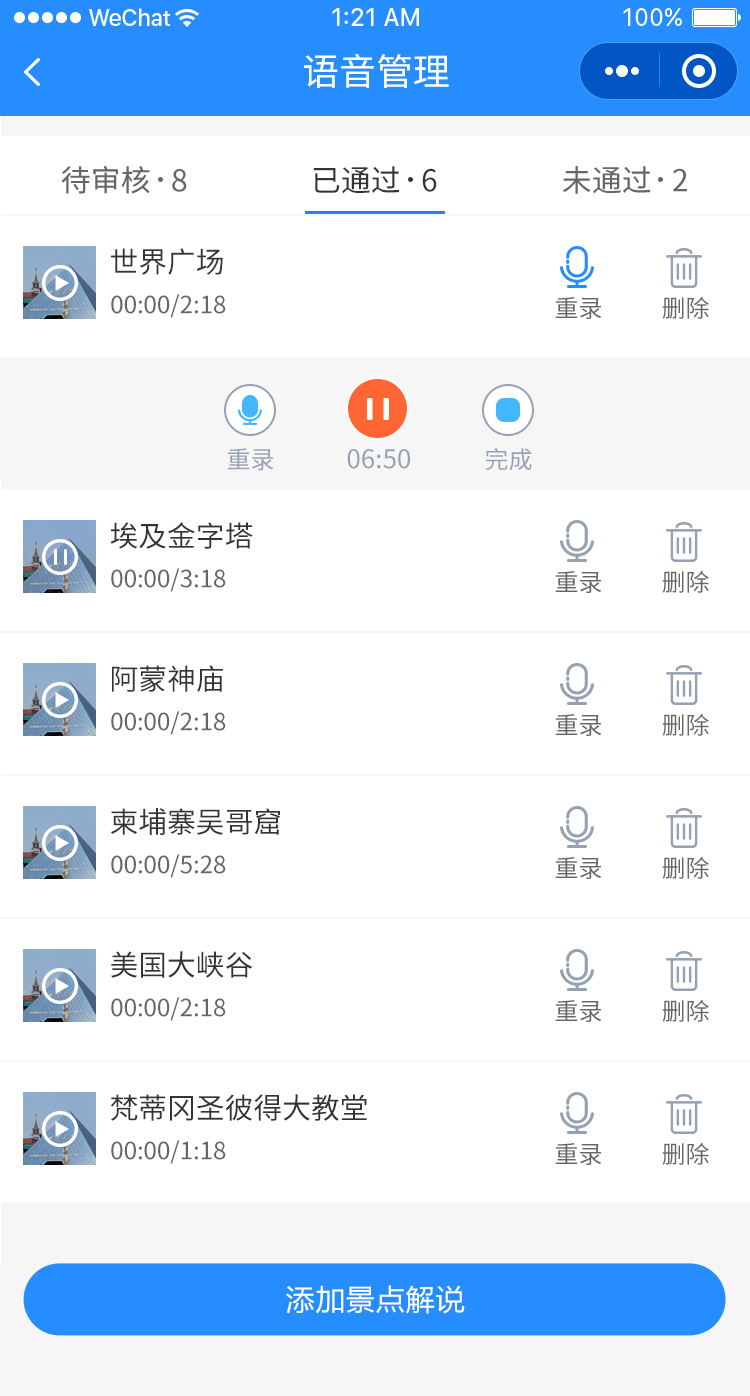 WeChat 1:21 AM 100%
语音管理
待审核·8 已通过·6 未通过·2
世界广场
00:00/2:18
重录 删除
重录 06:50 完成
埃及金字塔
00:00/3:18
重录 删除
阿蒙神庙
00:00/2:18
重录 删除
柬埔寨吴哥窟
00:00/5:28
重录 删除
美国大峡谷
00:00/2:18
重录 删除
梵蒂冈圣彼得大教堂
00:00/1:18
重录 删除
添加景点解说